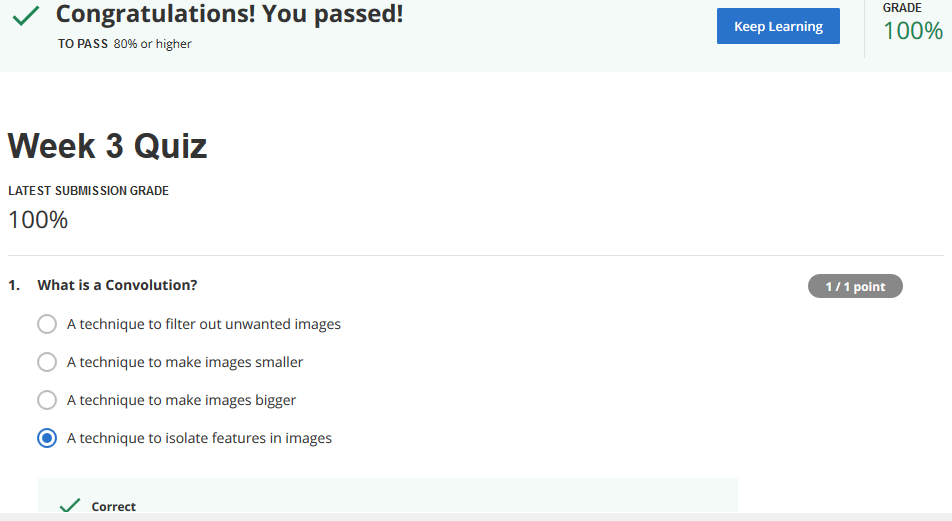 Congratulations! You passed!
TO PASS 80% or higher
Keep Learning
GRADE
100%
Week 3 Quiz
LATEST SUBMISSION GRADE
100%
1. What is a Convolution?
1 / 1 point
A technique to filter out unwanted images
A technique to make images smaller
A technique to make images bigger
A technique to isolate features in images
Correct